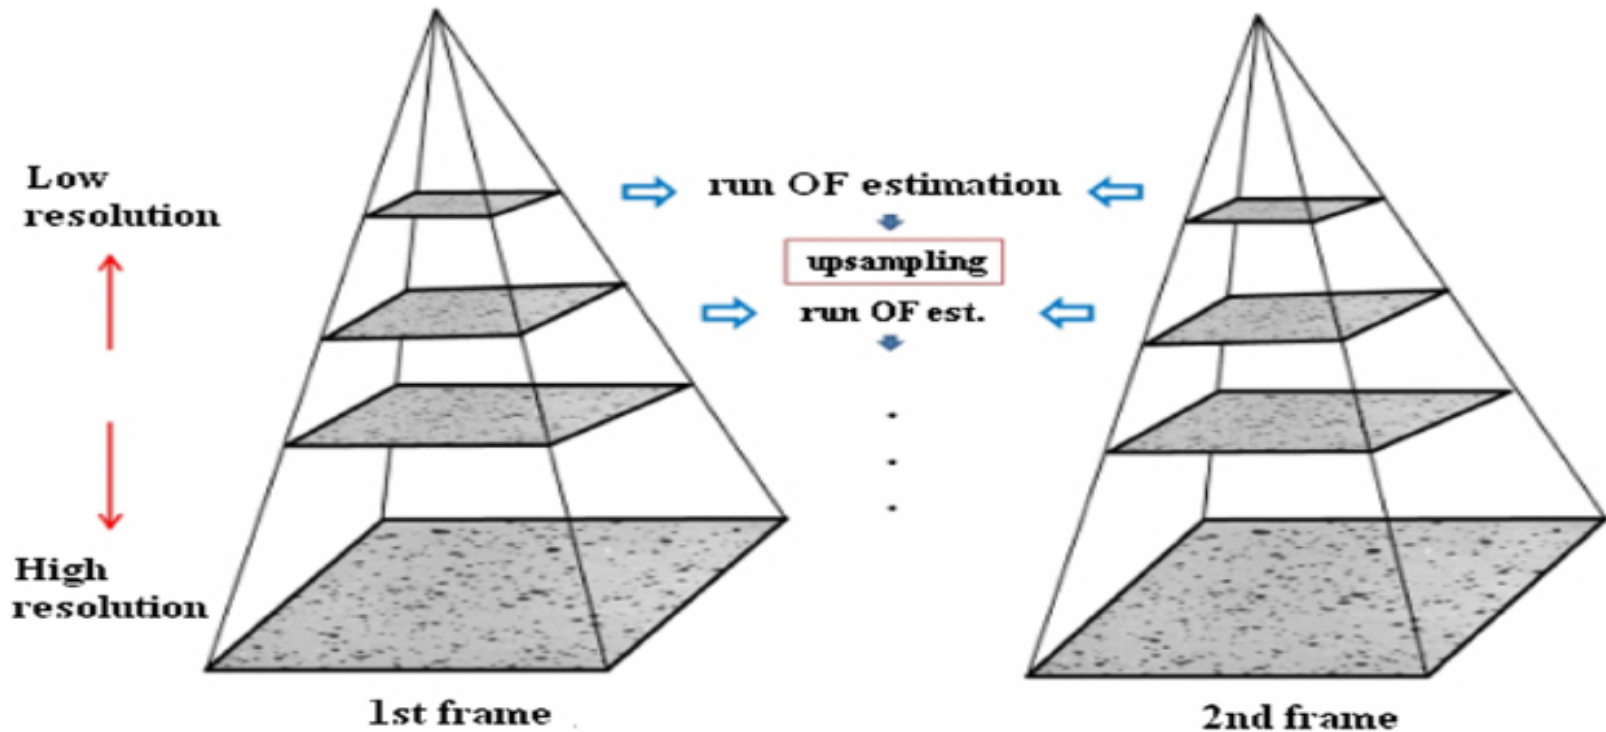 Low
resolution
run OF estimation
upsampling
run OF est.
High
resolution
1st frame
2nd frame